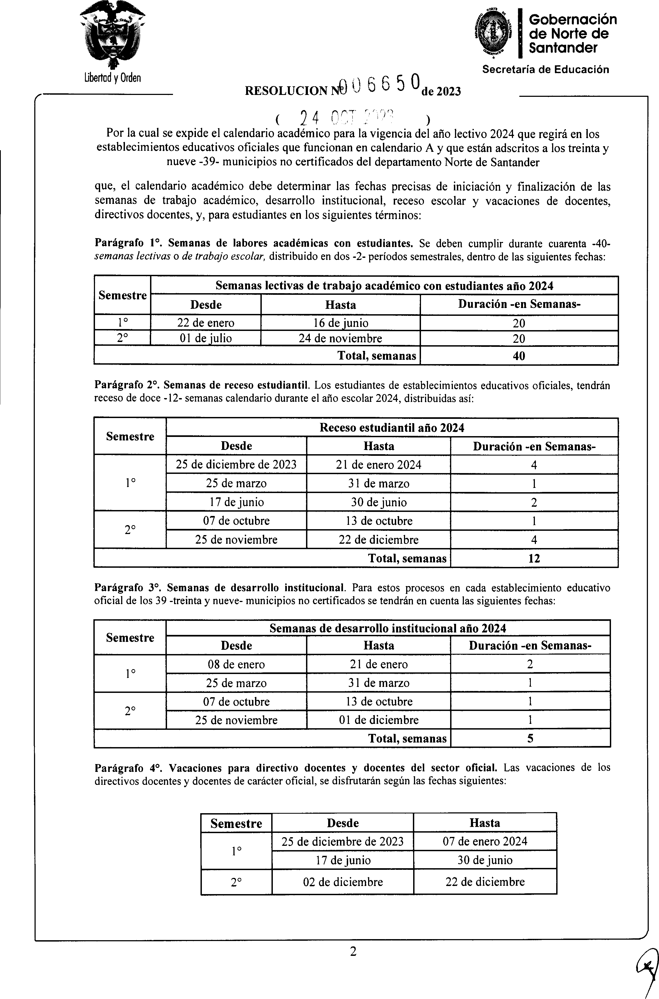 Libertad y Orden
DEPARTAMENTO NORTE DE SANTANDER
GOBERNACION
Gobernación
de Norte de
Santander
Secretaría de Educación
RESOLUCION Nº 006650 de 2023
( 24 OCT 2023 )
Por la cual se expide el calendario académico para la vigencia del año lectivo 2024 que regirá en los
establecimientos educativos oficiales que funcionan en calendario A y que están adscritos a los treinta y
nueve -39- municipios no certificados del departamento Norte de Santander
que, el calendario académico debe determinar las fechas precisas de iniciación y finalización de las
semanas de trabajo académico, desarrollo institucional, receso escolar y vacaciones de docentes,
directivos docentes, y, para estudiantes en los siguientes términos:
Parágrafo 1°. Semanas de labores académicas con estudiantes. Se deben cumplir durante cuarenta -40-
semanas lectivas o de trabajo escolar, distribuido en dos -2- períodos semestrales, dentro de las siguientes fechas:
Semestre Semanas lectivas de trabajo académico con estudiantes año 2024
Desde Hasta Duración -en Semanas-
1° 22 de enero 16 de junio 20
2° 01 de julio 24 de noviembre 20
Total, semanas 40
Parágrafo 2°. Semanas de receso estudiantil. Los estudiantes de establecimientos educativos oficiales, tendrán
receso de doce -12- semanas calendario durante el año escolar 2024, distribuidas así:
Semestre Receso estudiantil año 2024
Desde Hasta Duración -en Semanas-
1° 25 de diciembre de 2023 21 de enero 2024 4
25 de marzo 31 de marzo 1
17 de junio 30 de junio 2
2° 07 de octubre 13 de octubre 1
25 de noviembre 22 de diciembre 4
Total, semanas 12
Parágrafo 3°. Semanas de desarrollo institucional. Para estos procesos en cada establecimiento educativo
oficial de los 39 -treinta y nueve- municipios no certificados se tendrán en cuenta las siguientes fechas:
Semestre Semanas de desarrollo institucional año 2024
Desde Hasta Duración -en Semanas-
1° 08 de enero 21 de enero 2
25 de marzo 31 de marzo 1
2° 07 de octubre 13 de octubre 1
25 de noviembre 01 de diciembre 1
Total, semanas 5
Parágrafo 4°. Vacaciones para directivo docentes y docentes del sector oficial. Las vacaciones de los
directivos docentes y docentes de carácter oficial, se disfrutarán según las fechas siguientes:
Semestre Desde Hasta
1° 25 de diciembre de 2023 07 de enero 2024
17 de junio 30 de junio
2° 02 de diciembre 22 de diciembre
2